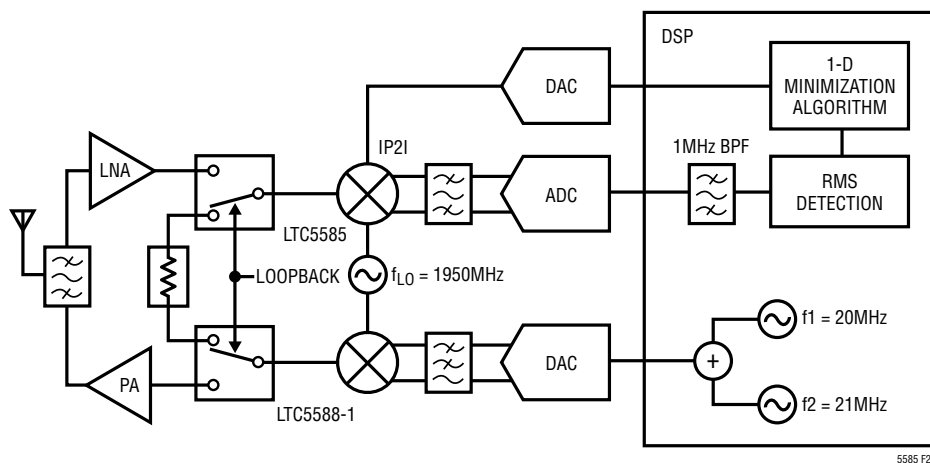 DSP
DAC
1-D
MINIMIZATION
ALGORITHM
IP2I
1MHz BPF
LNA
ADC
RMS
DETECTION
LTC5585
LOOPBACK
fLO = 1950MHz
f1 = 20MHz
PA
DAC
+
f2 = 21MHz
LTC5588-1
5585 F2